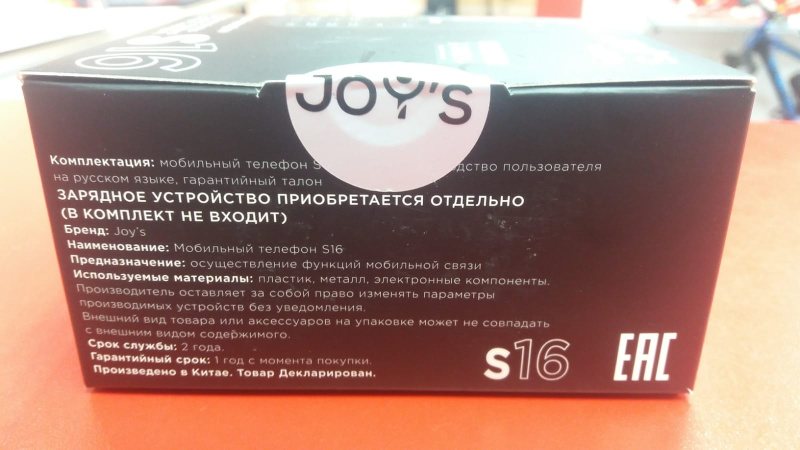 S16
JOY'S
Комплектация: мобильный телефон S
на русском языке, гарантийный талон
пользователя
ЗАРЯДНОЕ УСТРОЙСТВО ПРИОБРЕТАЕТСЯ ОТДЕЛЬНО
(В КОМПЛЕКТ НЕ ВХОДИТ)
Бренд: Joy's
Наименование: Мобильный телефон S16
Предназначение: осуществление функций мобильной связи
Используемые материалы: пластик, металл, электронные компоненты.
Производитель оставляет за собой право изменять параметры
производимых устройств без уведомления.
Внешний вид товара или аксессуаров на упаковке может не совпадать
с внешним видом содержимого.
Срок службы: 2 года.
Гарантийный срок: 1 год с момента покупки.
Произведено в Китае. Товар Декларирован.
S16
EAC